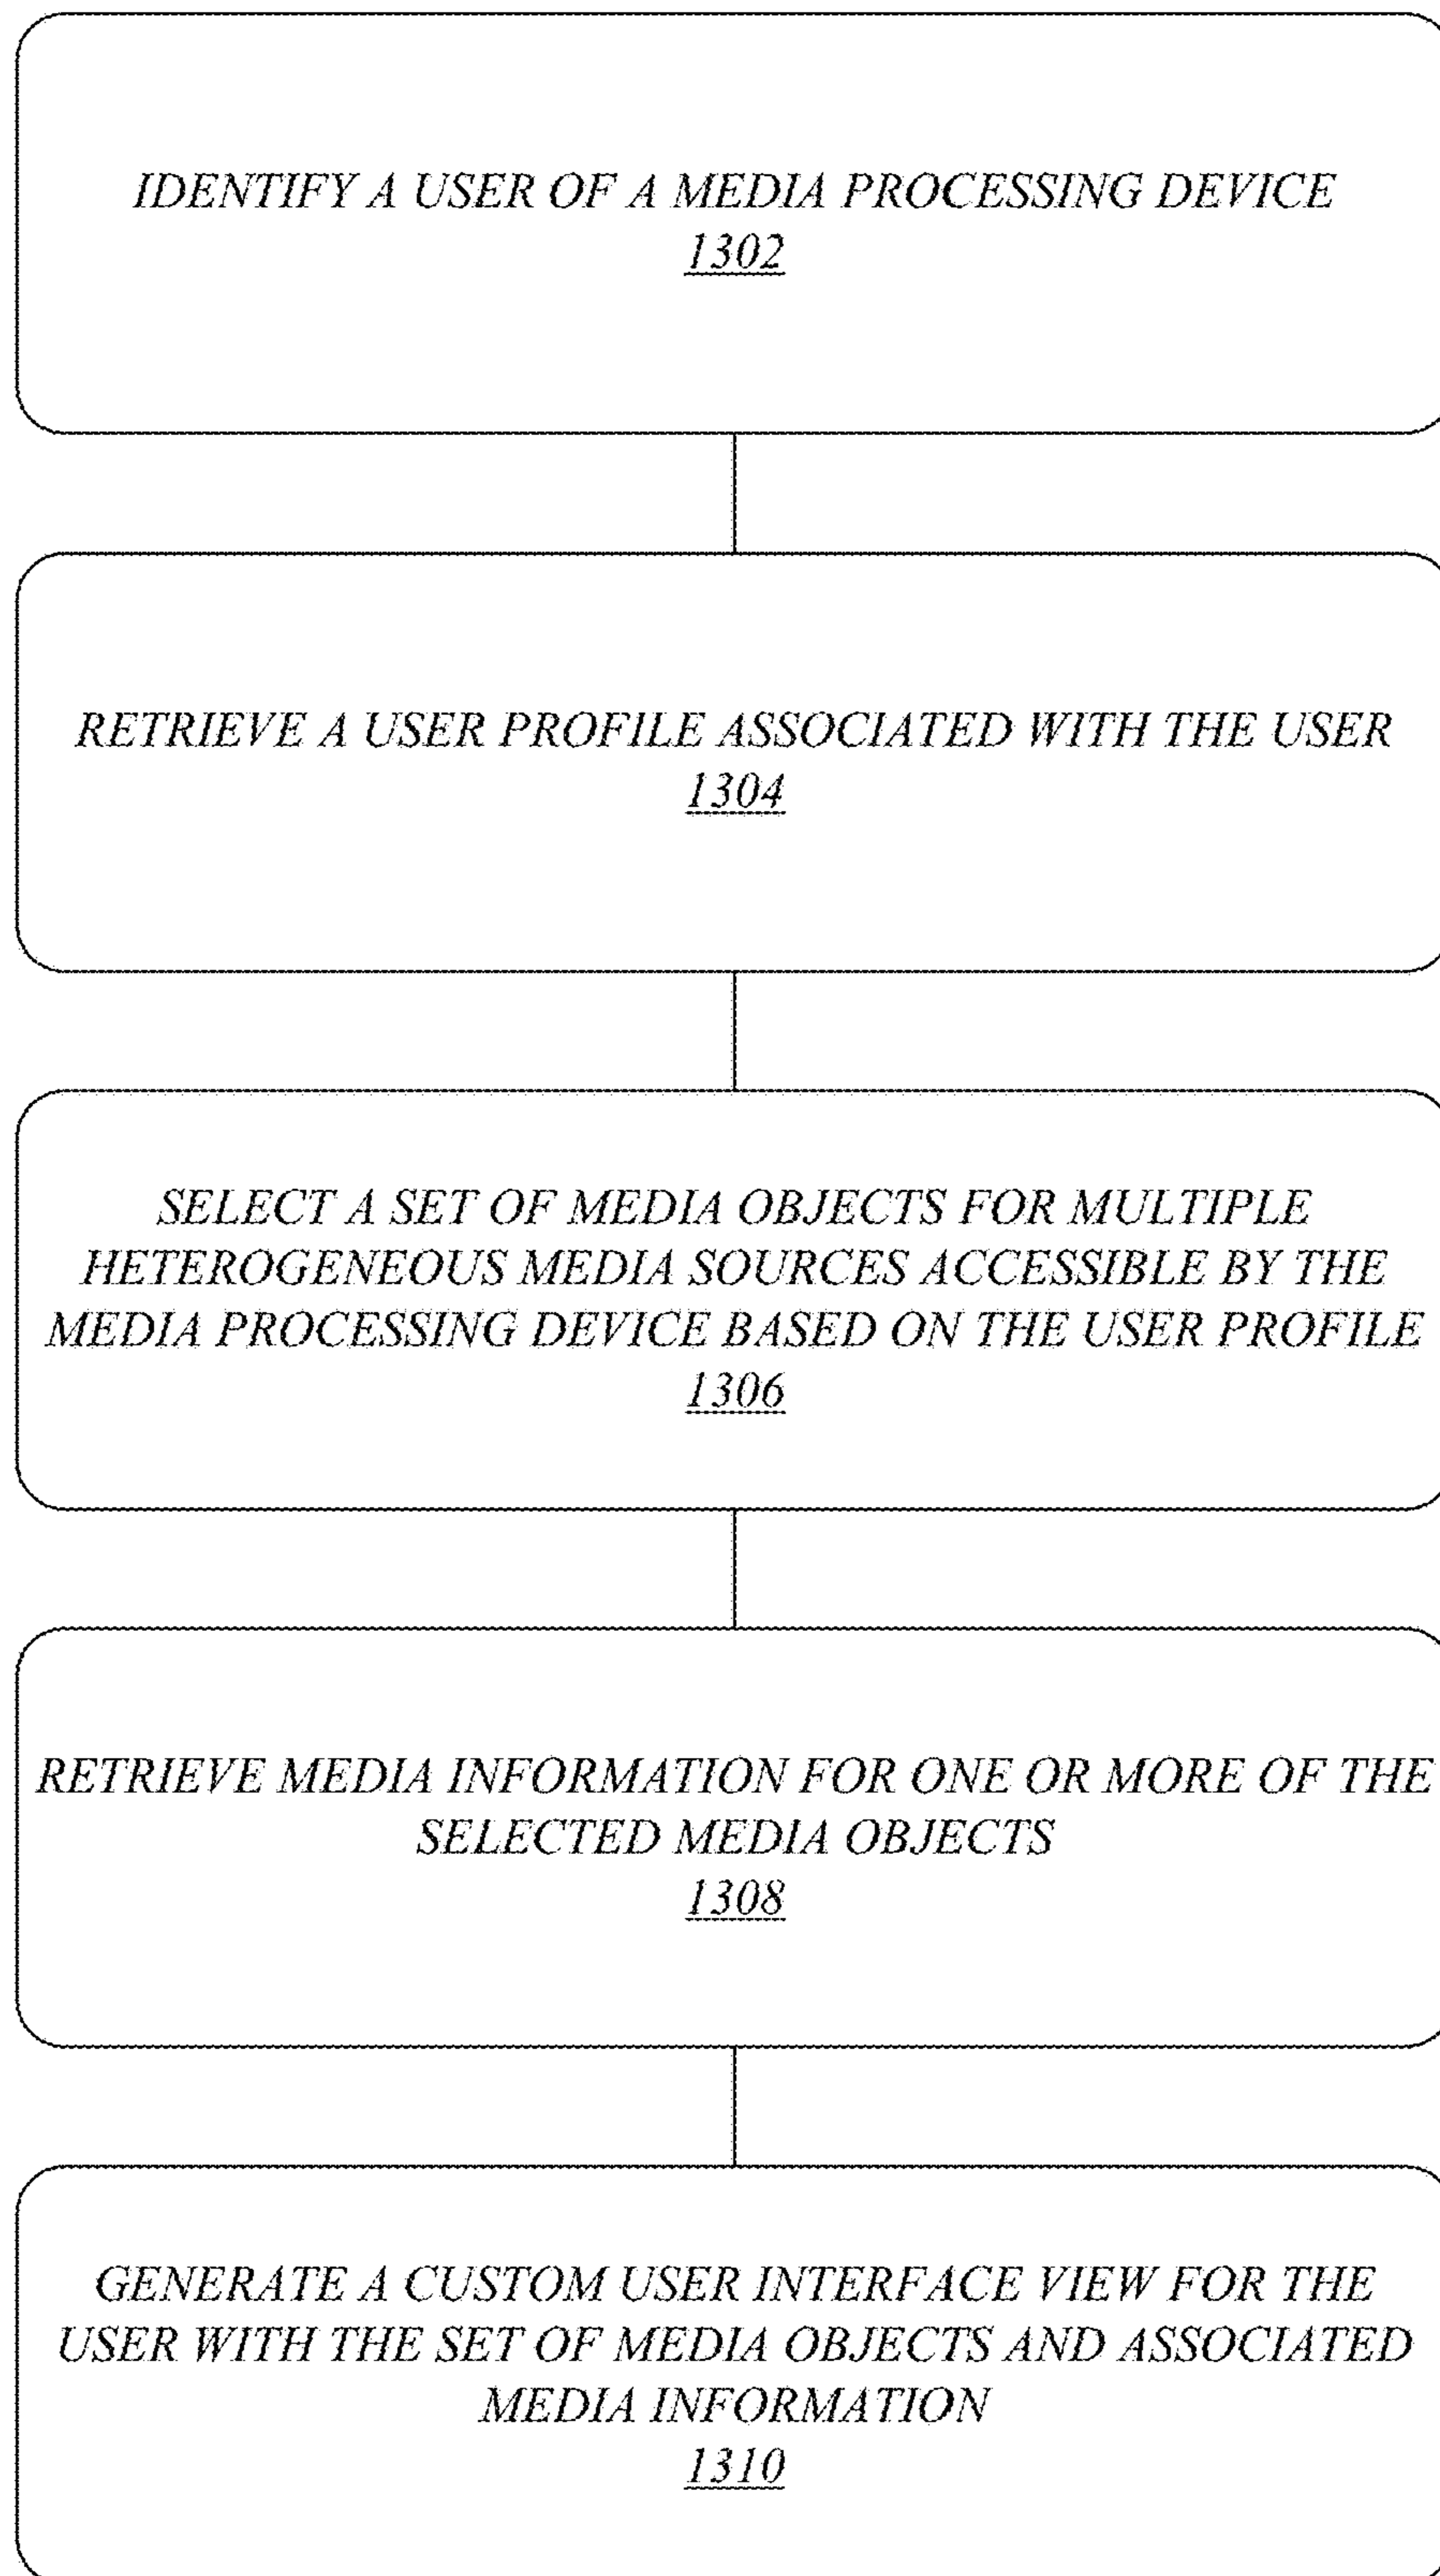 IDENTIFY A USER OF A MEDIA PROCESSING DEVICE
1302
RETRIEVE A USER PROFILE ASSOCIATED WITH THE USER
1304
SELECT A SET OF MEDIA OBJECTS FOR MULTIPLE
HETEROGENEOUS MEDIA SOURCES ACCESSIBLE BY THE
MEDIA PROCESSING DEVICE BASED ON THE USER PROFILE
1306
RETRIEVE MEDIA INFORMATION FOR ONE OR MORE OF THE
SELECTED MEDIA OBJECTS
1308
GENERATE A CUSTOM USER INTERFACE VIEW FOR THE
USER WITH THE SET OF MEDIA OBJECTS AND ASSOCIATED
MEDIA INFORMATION
1310